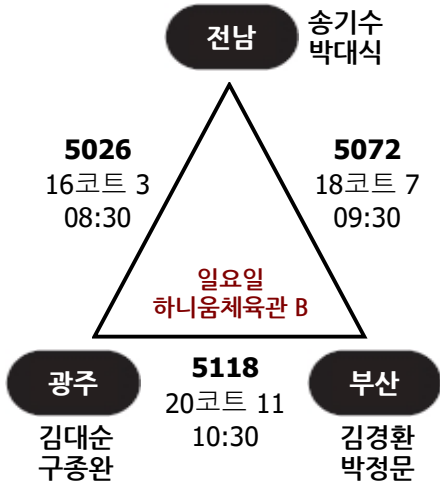 전남
송기수
박대식
5026
16코트 3
08:30
5072
18코트 7
09:30
일요일
하니움체육관 B
광주
김대순
구종완
5118
20코트 11
10:30
부산
김경환
박정문